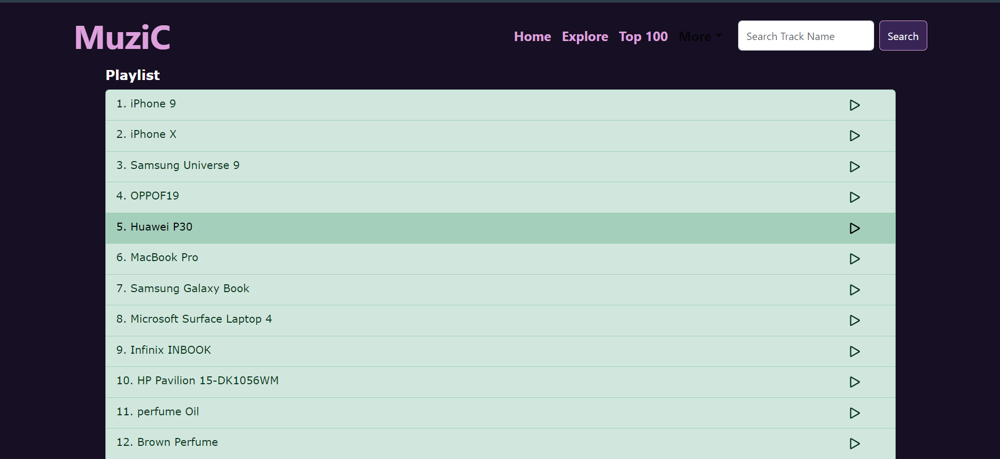 MuziC
Home Explore Top 100 More Search Track Name Search
Playlist
1. iPhone 9
2. iPhone X
3. Samsung Universe 9
4. OPPOF19
5. Huawei P30
6. MacBook Pro
7. Samsung Galaxy Book
8. Microsoft Surface Laptop 4
9. Infinix INBOOK
10. HP Pavilion 15-DK1056WM
11. perfume Oil
12. Brown Perfume